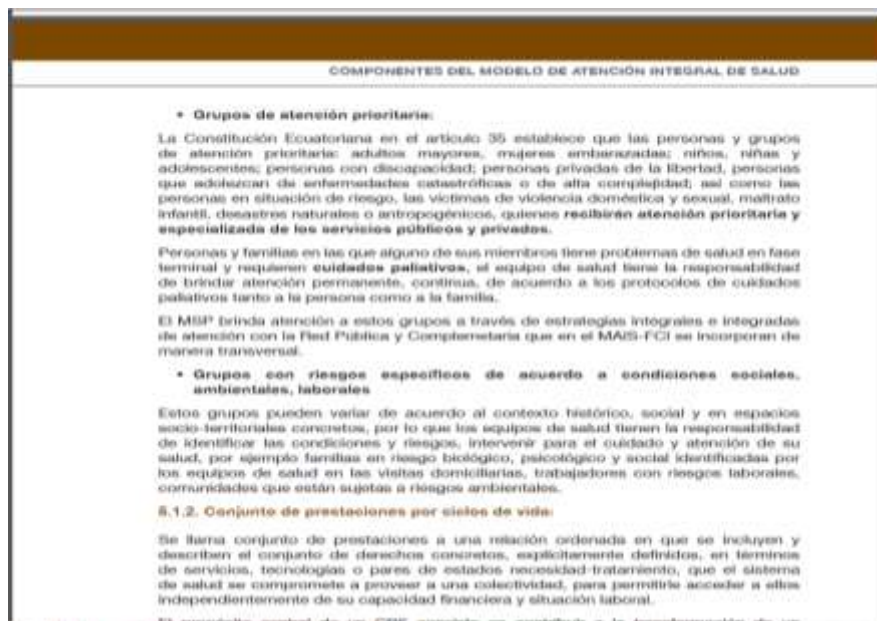 COMPONENTES DEL MODELO DE ATENCIÓN INTEGRAL DE SALUD
• Grupos de atención prioritaria:
La Constitución Ecuatoriana en el artículo 35 establece que las personas y grupos
de atención prioritaria: adultos mayores, mujeres embarazadas; niños, niñas y
adolescentes; personas con discapacidad; personas privadas de la libertad, personas
que adolezcan de enfermedades catastróficas o de alta complejidad; así como las
personas en situación de riesgo, las víctimas de violencia doméstica y sexual, maltrato
infantil, desastres naturales o antropogénicos, quienes recibirán atención prioritaria y
especializada de los servicios públicos y privados.
Personas y familias en las que alguno de sus miembros tiene problemas de salud en fase
terminal y requieren cuidados paliativos, el equipo de salud tiene la responsabilidad
de brindar atención permanente, continua, de acuerdo a los protocolos de cuidados
paliativos tanto a la persona como a la familia.
El MSP brinda atención a estos grupos a través de estrategias integrales e integradas
de atención con la Red Pública y Complemetaria que en el MAIS-FCI se incorporan de
manera transversal.
• Grupos con riesgos específicos de acuerdo a condiciones sociales,
ambientales, laborales
Estos grupos pueden variar de acuerdo al contexto histórico, social y en espacios
socio-territoriales concretos, por lo que los equipos de salud tienen la responsabilidad
de identificar las condiciones y riesgos, intervenir para el cuidado y atención de su
salud, por ejemplo familias en riesgo biológico, psicológico y social identificadas por
los equipos de salud en las visitas domiciliarias, trabajadores con riesgos laborales,
comunidades que están sujetas a riesgos ambientales.
5.1.2. Conjunto de prestaciones por ciclos de vida:
Se llama conjunto de prestaciones a una relación ordenada en que se incluyen y
describen el conjunto de derechos concretos, explícitamente definidos, en términos
de servicios, tecnologías o pares de estados necesidad-tratamiento, que el sistema
de salud se compromete a proveer a una colectividad, para permitirle acceder a ellos
independientemente de su capacidad financiera y situación laboral.